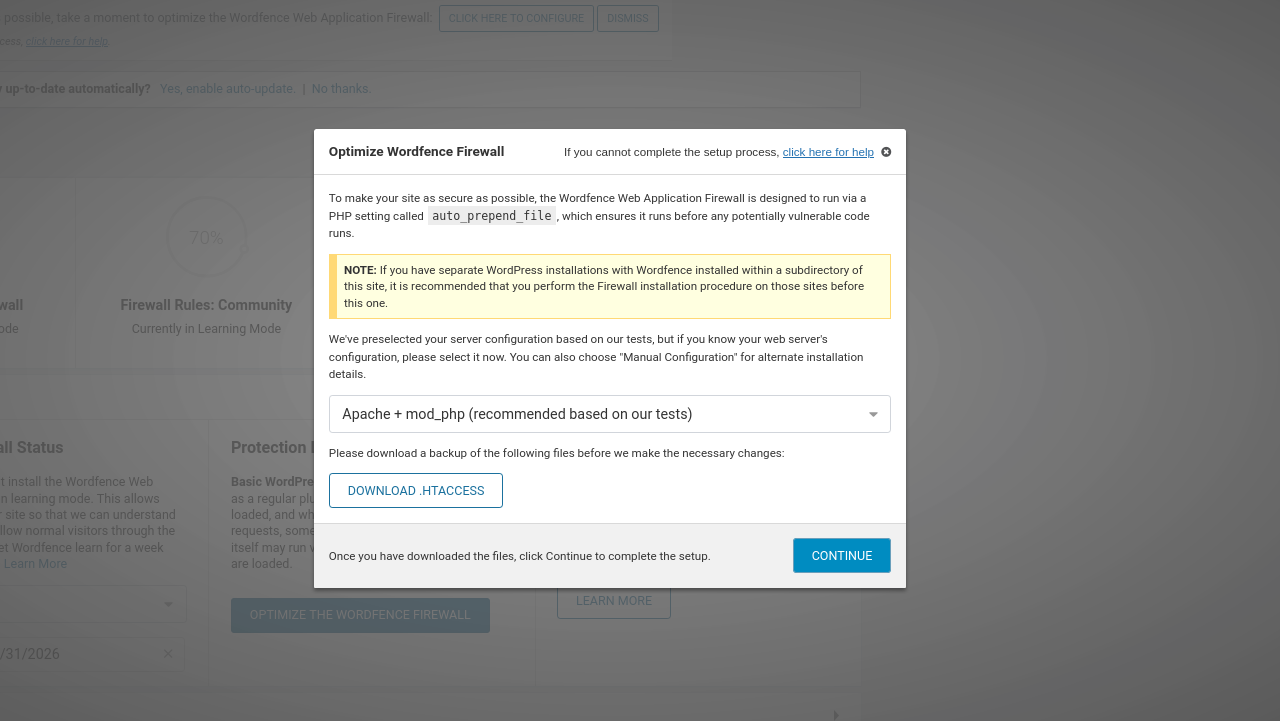 possible, take a moment to optimize the Wordfence Web Application Firewall: CLICK HERE TO CONFIGURE DISMISS
cess, click here for help.
y up-to-date automatically? Yes, enable auto-update. | No thanks.
Optimize Wordfence Firewall If you cannot complete the setup process, click here for help
To make your site as secure as possible, the Wordfence Web Application Firewall is designed to run via a
PHP setting called auto_prepend_file, which ensures it runs before any potentially vulnerable code
runs.
NOTE: If you have separate WordPress installations with Wordfence installed within a subdirectory of
this site, it is recommended that you perform the Firewall installation procedure on those sites before
this one.
We've preselected your server configuration based on our tests, but if you know your web server's
configuration, please select it now. You can also choose "Manual Configuration" for alternate installation
details.
Apache + mod_php (recommended based on our tests)
Please download a backup of the following files before we make the necessary changes:
DOWNLOAD .HTACCESS
Once you have downloaded the files, click Continue to complete the setup. CONTINUE
70%
wall
ode
Firewall Rules: Community
Currently in Learning Mode
all Status
t install the Wordfence Web
n learning mode. This allows
r site so that we can understand
llow normal visitors through the
et Wordfence learn for a week
Learn More
/31/2026
Protection
Basic WordPre
as a regular plu
loaded, and wh
requests, some
itself may run v
are loaded.
OPTIMIZE THE WORDFENCE FIREWALL
LEARN MORE